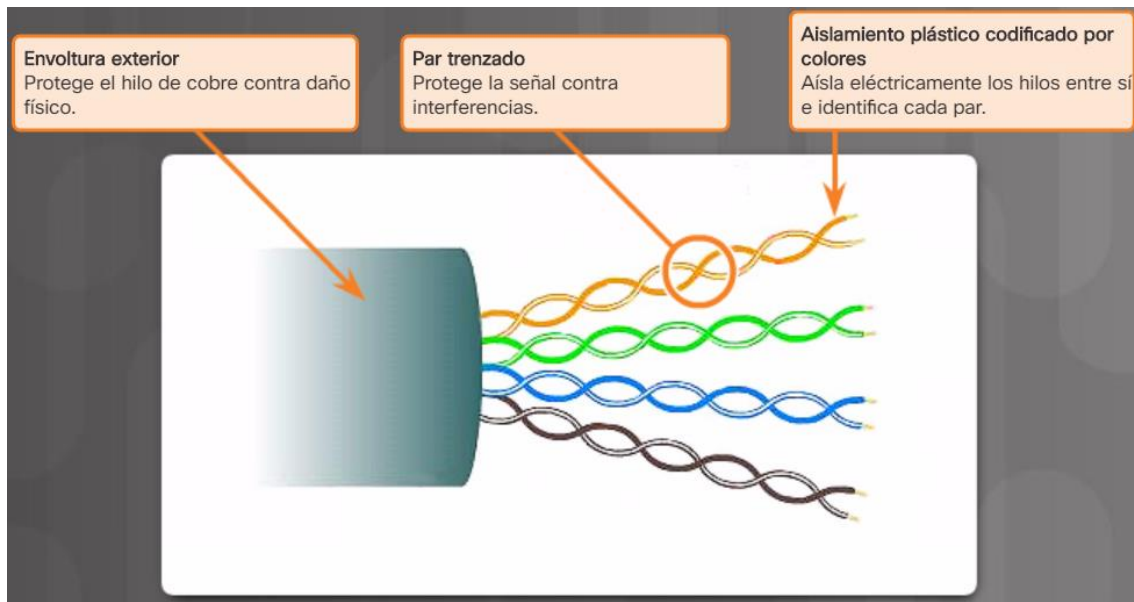 Envoltura exterior
Protege el hilo de cobre contra daño
físico.
Par trenzado
Protege la señal contra
interferencias.
Aislamiento plástico codificado por
colores
Aísla eléctricamente los hilos entre sí
e identifica cada par.